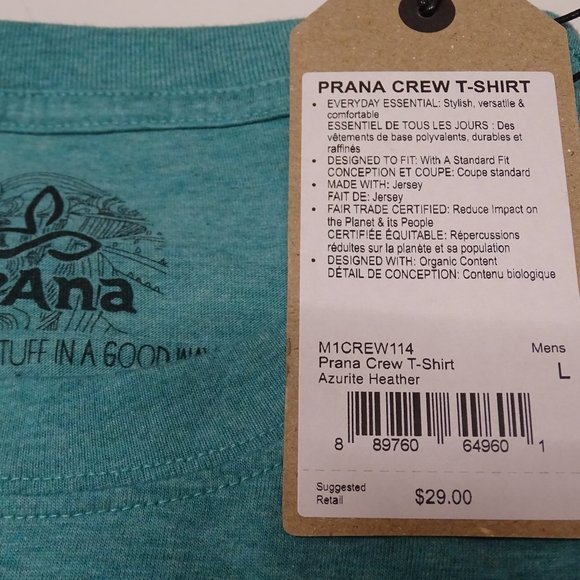 PRANA CREW T-SHIRT
• EVERYDAY ESSENTIAL: Stylish, versatile &
comfortable
ESSENTIEL DE TOUS LES JOURS : Des
vêtements de base polyvalents, durables et
raffinés
• DESIGNED TO FIT: With A Standard Fit
CONCEPTION ET COUPE: Coupe standard
• MADE WITH: Jersey
FAIT DE: Jersey
• FAIR TRADE CERTIFIED: Reduce Impact on
the Planet & its People
CERTIFIÉE ÉQUITABLE: Répercussions
réduites sur la planète et sa population
• DESIGNED WITH: Organic Content
DÉTAIL DE CONCEPTION: Contenu biologique
M1CREW114 Mens
Prana Crew T-Shirt L
Azurite Heather
8 89760 64960 1
Suggested
Retail $29.00
rAna
TUFF IN A GOOD WAY